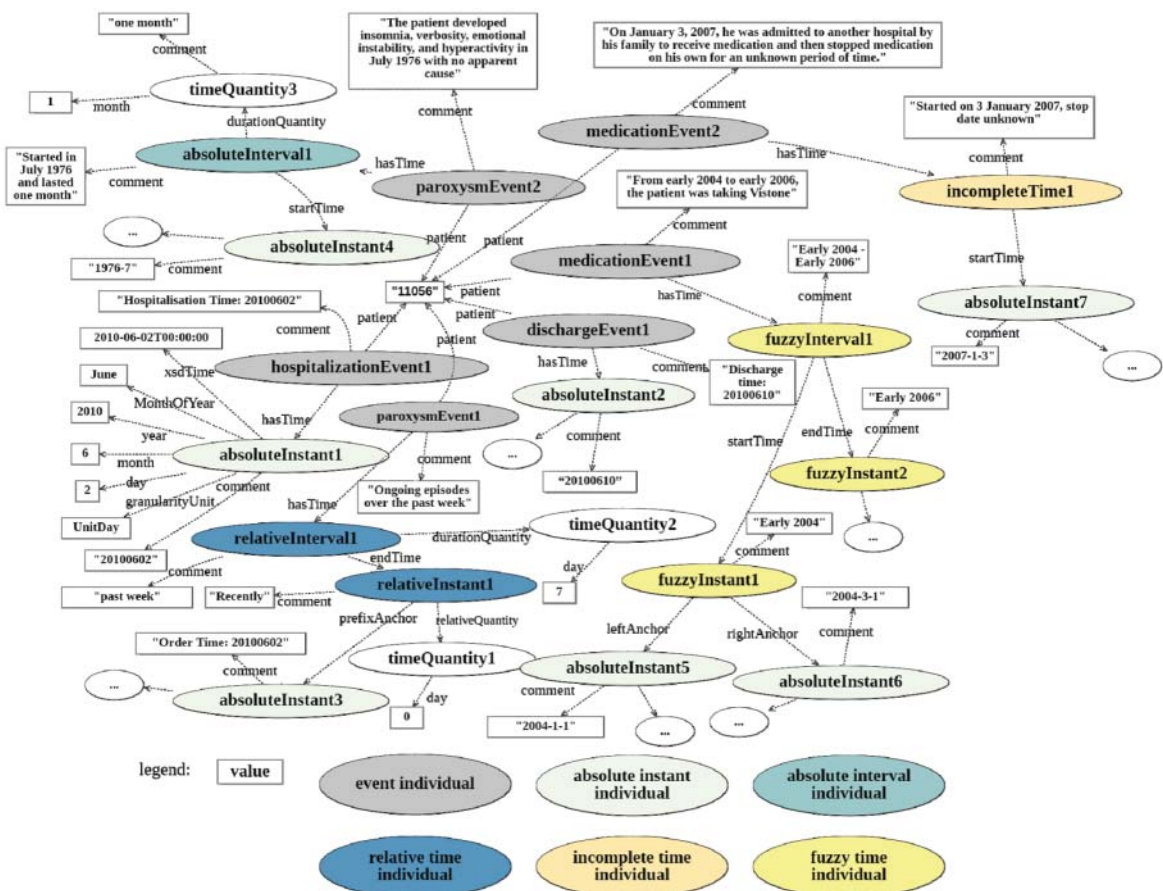 "one month"
comment
timeQuantity3
1
month
durationQuantity
absoluteInterval1
"Started in
July 1976
and lasted
one month"
comment
hasTime
startTime
...
absoluteInstant4
"1976-7"
comment
"The patient developed
insomnia, verbosity, emotional
instability, and hyperactivity in
July 1976 with no apparent
cause"
comment
paroxysmEvent2
patient
"On January 3, 2007, he was admitted to another hospital by
his family to receive medication and then stopped medication
on his own for an unknown period of time."
comment
medicationEvent2
hasTime
patient
"Started on 3 January 2007, stop
date unknown"
comment
incompleteTime1
startTime
absoluteInstant7
comment
"2007-1-3"
...
"From early 2004 to early 2006,
the patient was taking Vistone"
comment
medicationEvent1
patient
hasTime
"Early 2004 -
Early 2006"
comment
fuzzyInterval1
"11056"
patient
patient
dischargeEvent1
hasTime
comment
"Discharge
time:
20100610"
absoluteInstant2
...
comment
“20100610”
"Hospitalisation Time: 20100602"
comment
hospitalizationEvent1
2010-06-02T00:00:00
xsdTime
June
MonthOfYear
2010
year
hasTime
6
month
absoluteInstant1
2
day
comment
granularityUnit
UnitDay
"20100602"
paroxysmEvent1
comment
"Ongoing episodes
over the past week"
hasTime
relativeInterval1
durationQuantity
timeQuantity2
day
7
comment
"past week"
endTime
relativeInstant1
"Recently"
comment
prefixAnchor
relativeQuantity
"Order Time: 20100602"
comment
...
absoluteInstant3
timeQuantity1
day
0
startTime
endTime
"Early 2006"
comment
fuzzyInstant2
...
"Early 2004"
comment
fuzzyInstant1
leftAnchor
rightAnchor
"2004-3-1"
comment
absoluteInstant5
comment
"2004-1-1"
...
absoluteInstant6
...
legend:
value
event individual
absolute instant
individual
absolute interval
individual
relative time
individual
incomplete time
individual
fuzzy time
individual